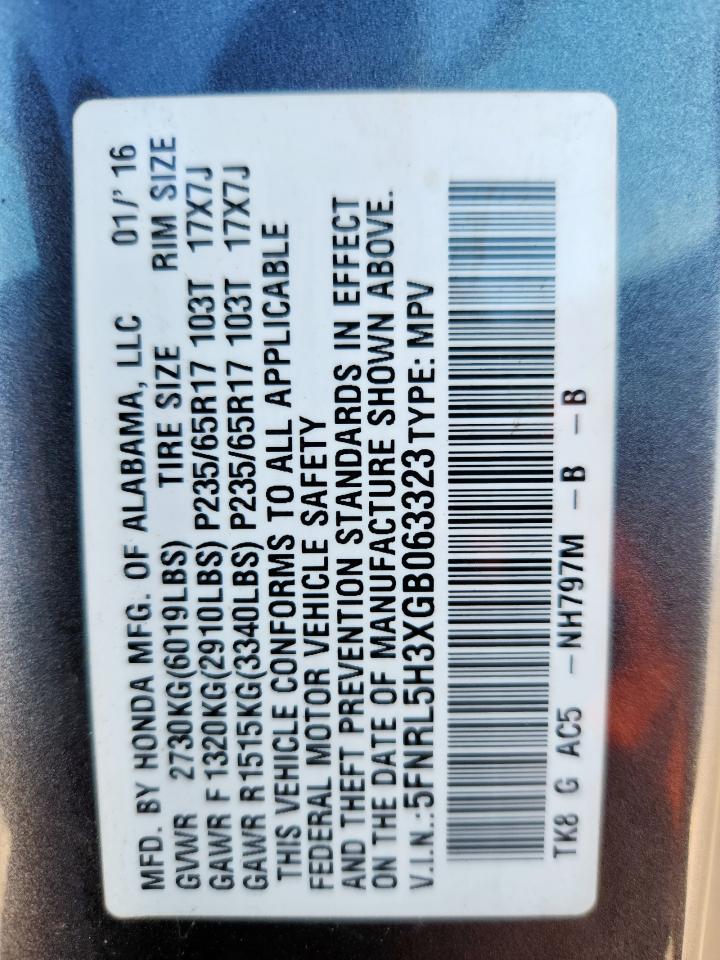 MFD. BY HONDA MFG. OF ALABAMA, LLC 01/' 16
GVWR 2730KG(6019LBS) TIRE SIZE RIM SIZE
GAWR F 1320KG(2910LBS) P235/65R17 103T 17X7J
GAWR R1515KG(3340LBS) P235/65R17 103T 17X7J
THIS VEHICLE CONFORMS TO ALL APPLICABLE
FEDERAL MOTOR VEHICLE SAFETY
AND THEFT PREVENTION STANDARDS IN EFFECT
ON THE DATE OF MANUFACTURE SHOWN ABOVE.
V.I.N.:5FNRL5H3XGB063323 TYPE: MPV
TK8 G AC5 –NH797M –B –B